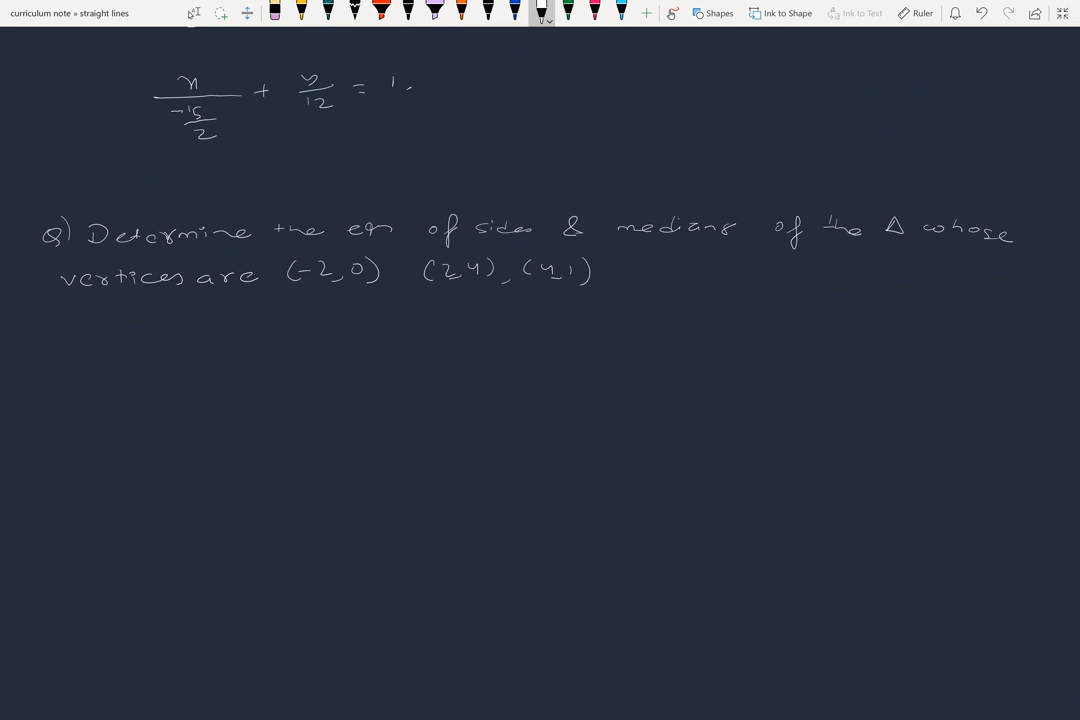 curriculum note » straight lines
Shapes Ink to Shape Ink to Text Ruler
x/(-15/2) + y/12 = 1.
Q) Determine the eqn of sides & medians of the Δ whose
vertices are (-2,0) (2,4), (4,1)